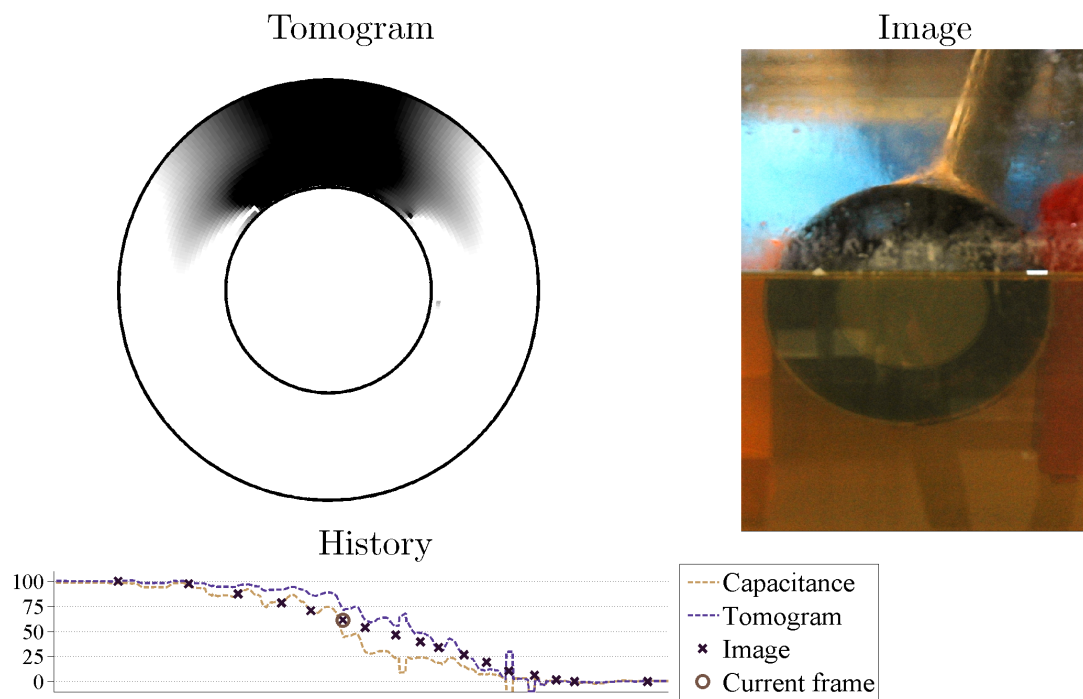 Tomogram
Image
History
100
75
50
25
0
Capacitance
Tomogram
Image
Current frame